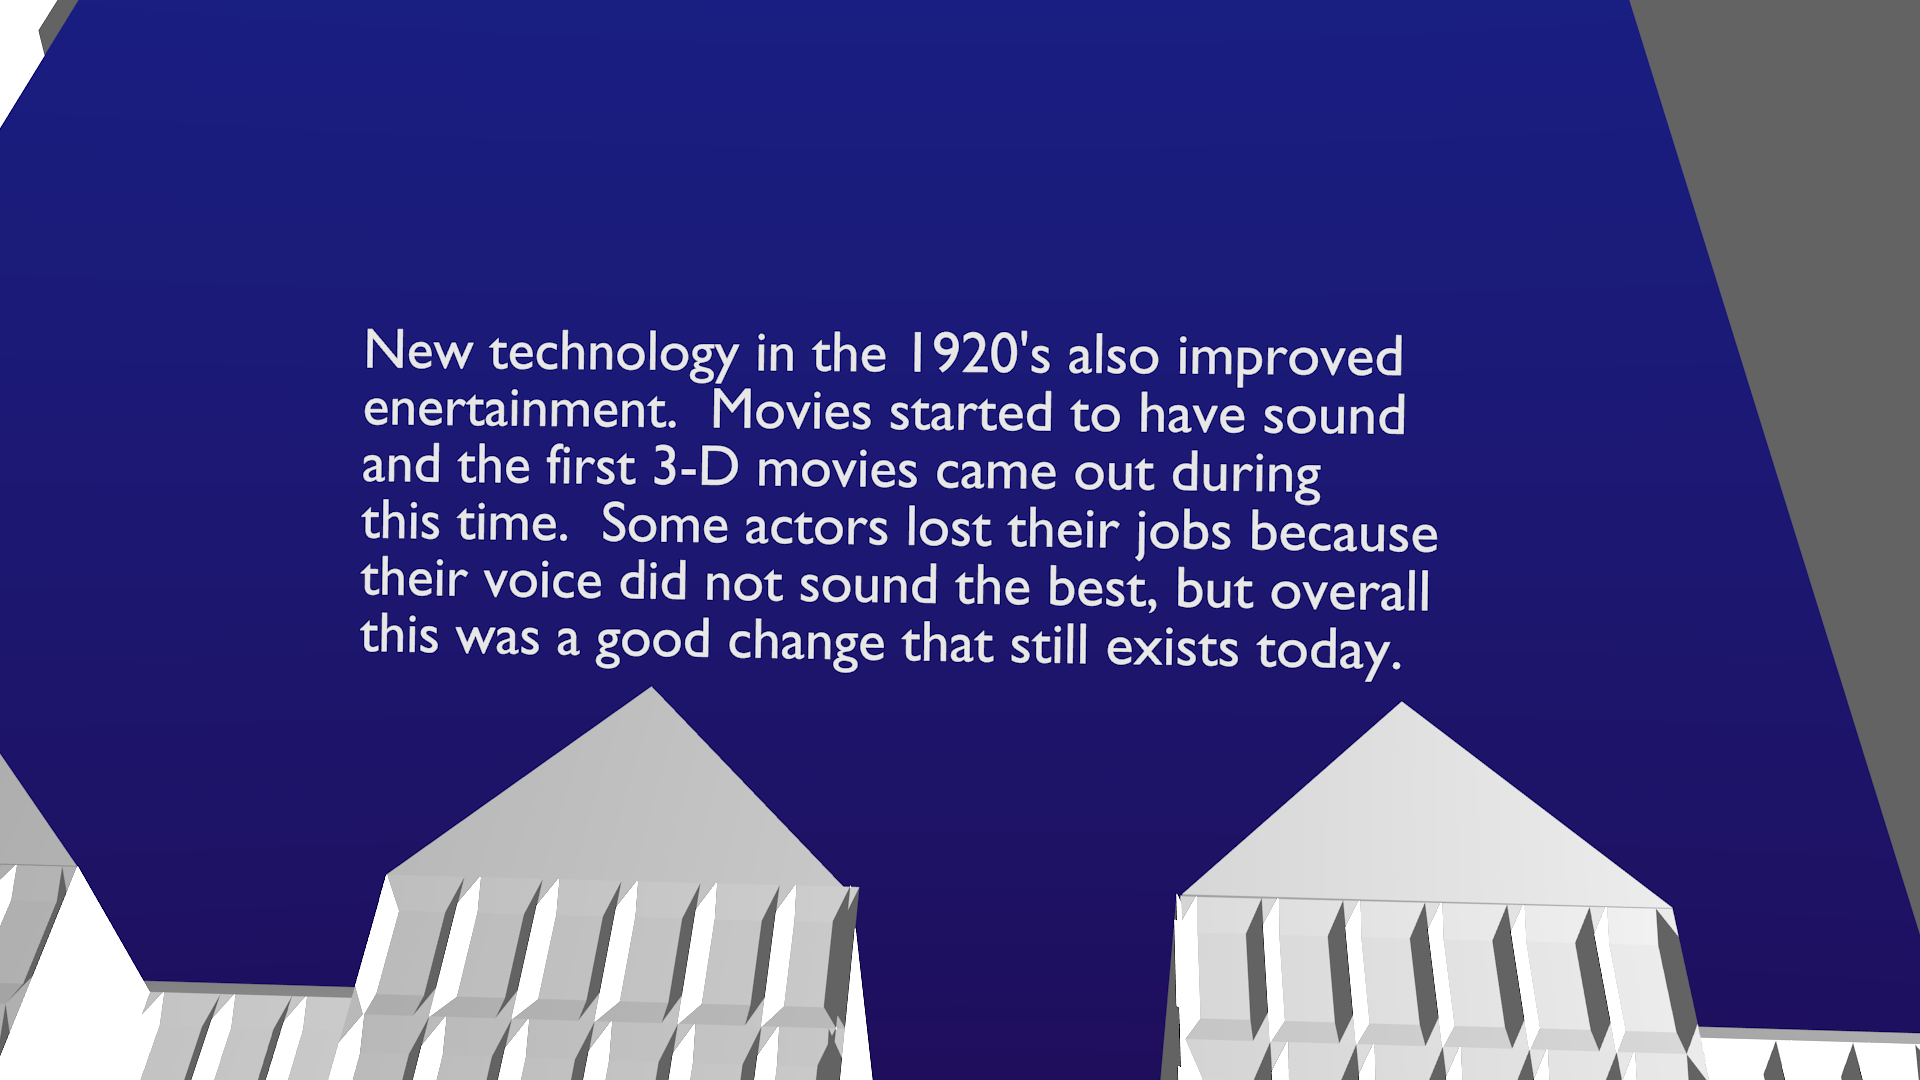 New technology in the 1920's also improved
enertainment.  Movies started to have sound
and the first 3-D movies came out during
this time.  Some actors lost their jobs because
their voice did not sound the best, but overall
this was a good change that still exists today.